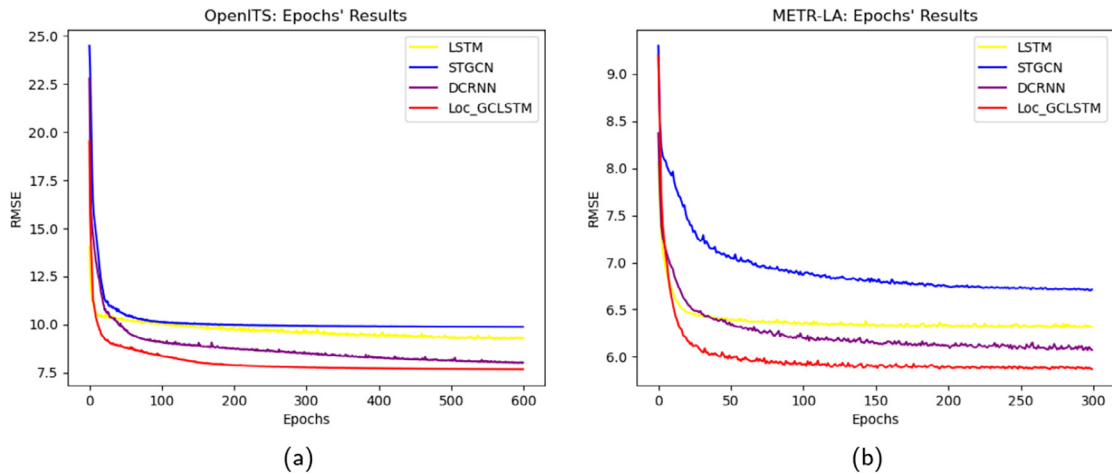 OpenITS: Epochs' Results
25.0
22.5
20.0
17.5
15.0
12.5
10.0
7.5
RMSE
LSTM
STGCN
DCRNN
Loc_GCLSTM
0 100 200 300 400 500 600
Epochs
(a)
METR-LA: Epochs' Results
9.0
8.5
8.0
7.5
7.0
6.5
6.0
RMSE
LSTM
STGCN
DCRNN
Loc_GCLSTM
0 50 100 150 200 250 300
Epochs
(b)